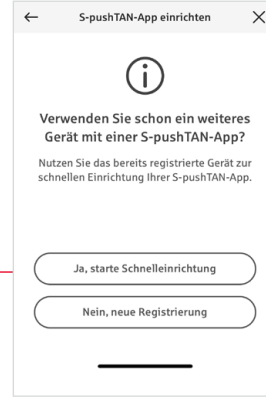 S-pushTAN-App einrichten
Verwenden Sie schon ein weiteres
Gerät mit einer S-pushTAN-App?
Nutzen Sie das bereits registrierte Gerät zur
schnellen Einrichtung Ihrer S-pushTAN-App.
Ja, starte Schnelleinrichtung
Nein, neue Registrierung